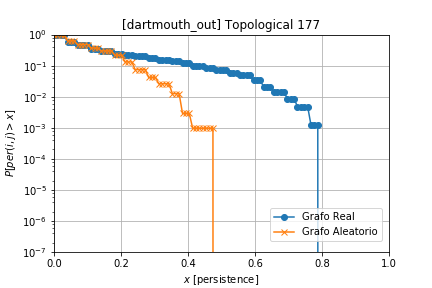 [dartmouth_out] Topological 177
P[per(i,j) > x]
10^0
10^-1
10^-2
10^-3
10^-4
10^-5
10^-6
10^-7
Grafo Real
Grafo Aleatorio
0.0 0.2 0.4 0.6 0.8 1.0
x [persistence]